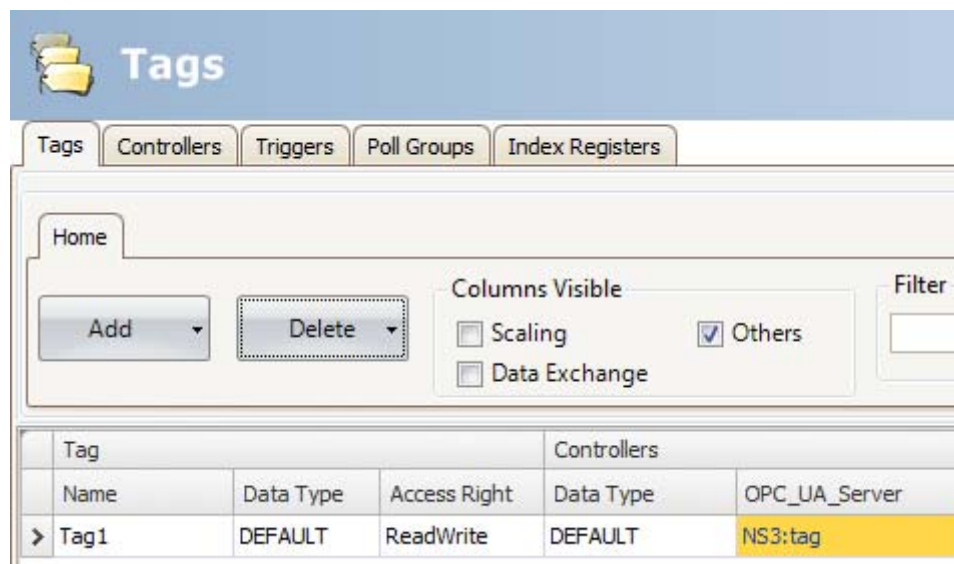 Tags
Tags Controllers Triggers Poll Groups Index Registers
Home
Columns Visible Filter
Add Delete Scaling Others
Data Exchange
Tag Controllers
Name Data Type Access Right Data Type OPC_UA_Server
Tag1 DEFAULT ReadWrite DEFAULT NS3:tag